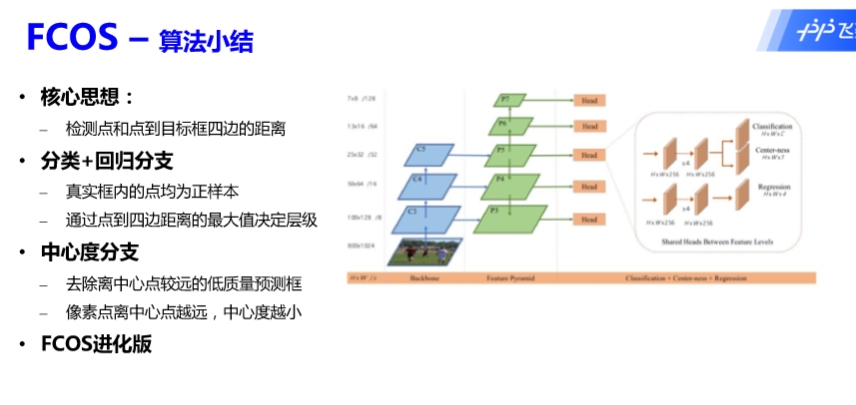 FCOS – 算法小结
• 核心思想：
– 检测点和点到目标框四边的距离
• 分类+回归分支
– 真实框内的点均为正样本
– 通过点到四边距离的最大值决定层级
• 中心度分支
– 去除离中心点较远的低质量预测框
– 像素点离中心点越远，中心度越小
• FCOS进化版
7x8 /128
13x16 /64
25x32 /32
50x64 /16
100x128 /8
800x1024
H×W /s
C5
C4
C3
Backbone
P7
P6
P5
P4
P3
Feature Pyramid
Head
Head
Head
Head
Head
Classification
H×W×C
Center-ness
H×W×1
Regression
H×W×4
x4
H×W×256
H×W×256
x4
H×W×256
H×W×256
Shared Heads Between Feature Levels
Classification + Center-ness + Regression